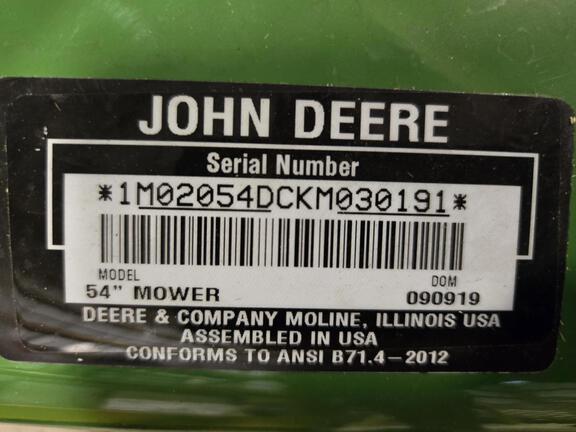 JOHN DEERE
Serial Number
*1M02054DCKM030191*
MODEL DOM
54" MOWER 090919
DEERE & COMPANY MOLINE, ILLINOIS USA
ASSEMBLED IN USA
CONFORMS TO ANSI B71.4-2012